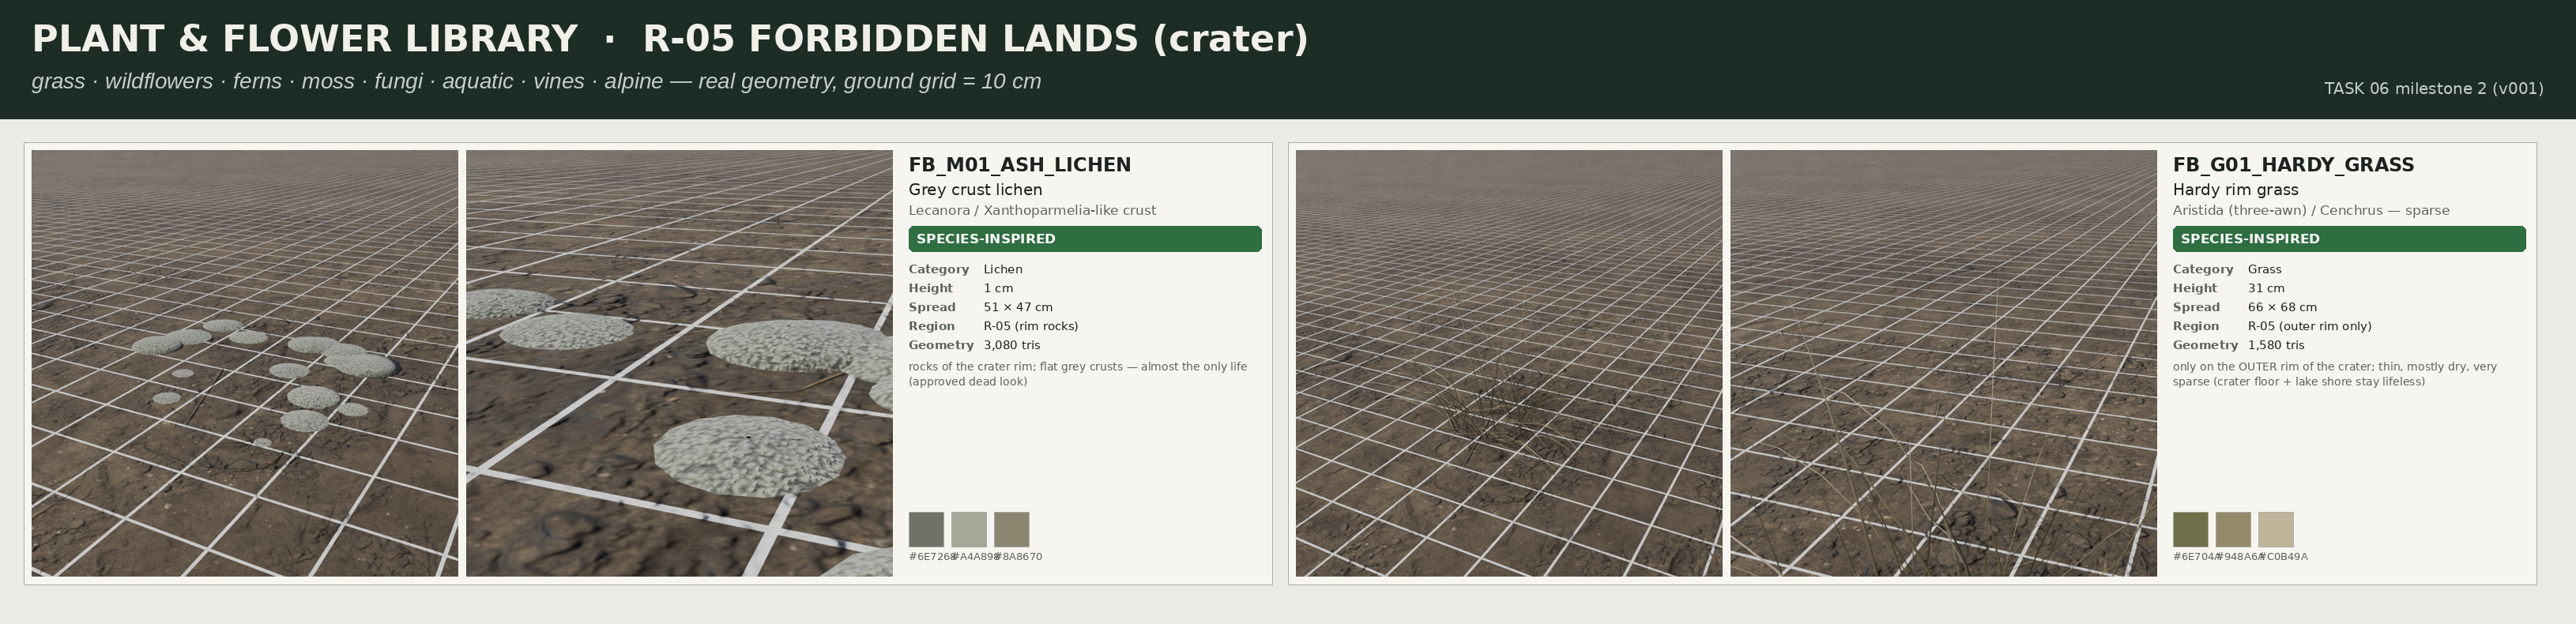 PLANT & FLOWER LIBRARY · R-05 FORBIDDEN LANDS (crater)
grass · wildflowers · ferns · moss · fungi · aquatic · vines · alpine — real geometry, ground grid = 10 cm
TASK 06 milestone 2 (v001)
FB_M01_ASH_LICHEN
Grey crust lichen
Lecanora / Xanthoparmelia-like crust
SPECIES-INSPIRED
Category Lichen
Height 1 cm
Spread 51 × 47 cm
Region R-05 (rim rocks)
Geometry 3,080 tris
rocks of the crater rim; flat grey crusts — almost the only life
(approved dead look)
#6E7268 #A4A898 #8A8670
FB_G01_HARDY_GRASS
Hardy rim grass
Aristida (three-awn) / Cenchrus — sparse
SPECIES-INSPIRED
Category Grass
Height 31 cm
Spread 66 × 68 cm
Region R-05 (outer rim only)
Geometry 1,580 tris
only on the OUTER rim of the crater; thin, mostly dry, very
sparse (crater floor + lake shore stay lifeless)
#6E704A #948A6A #C0B49A